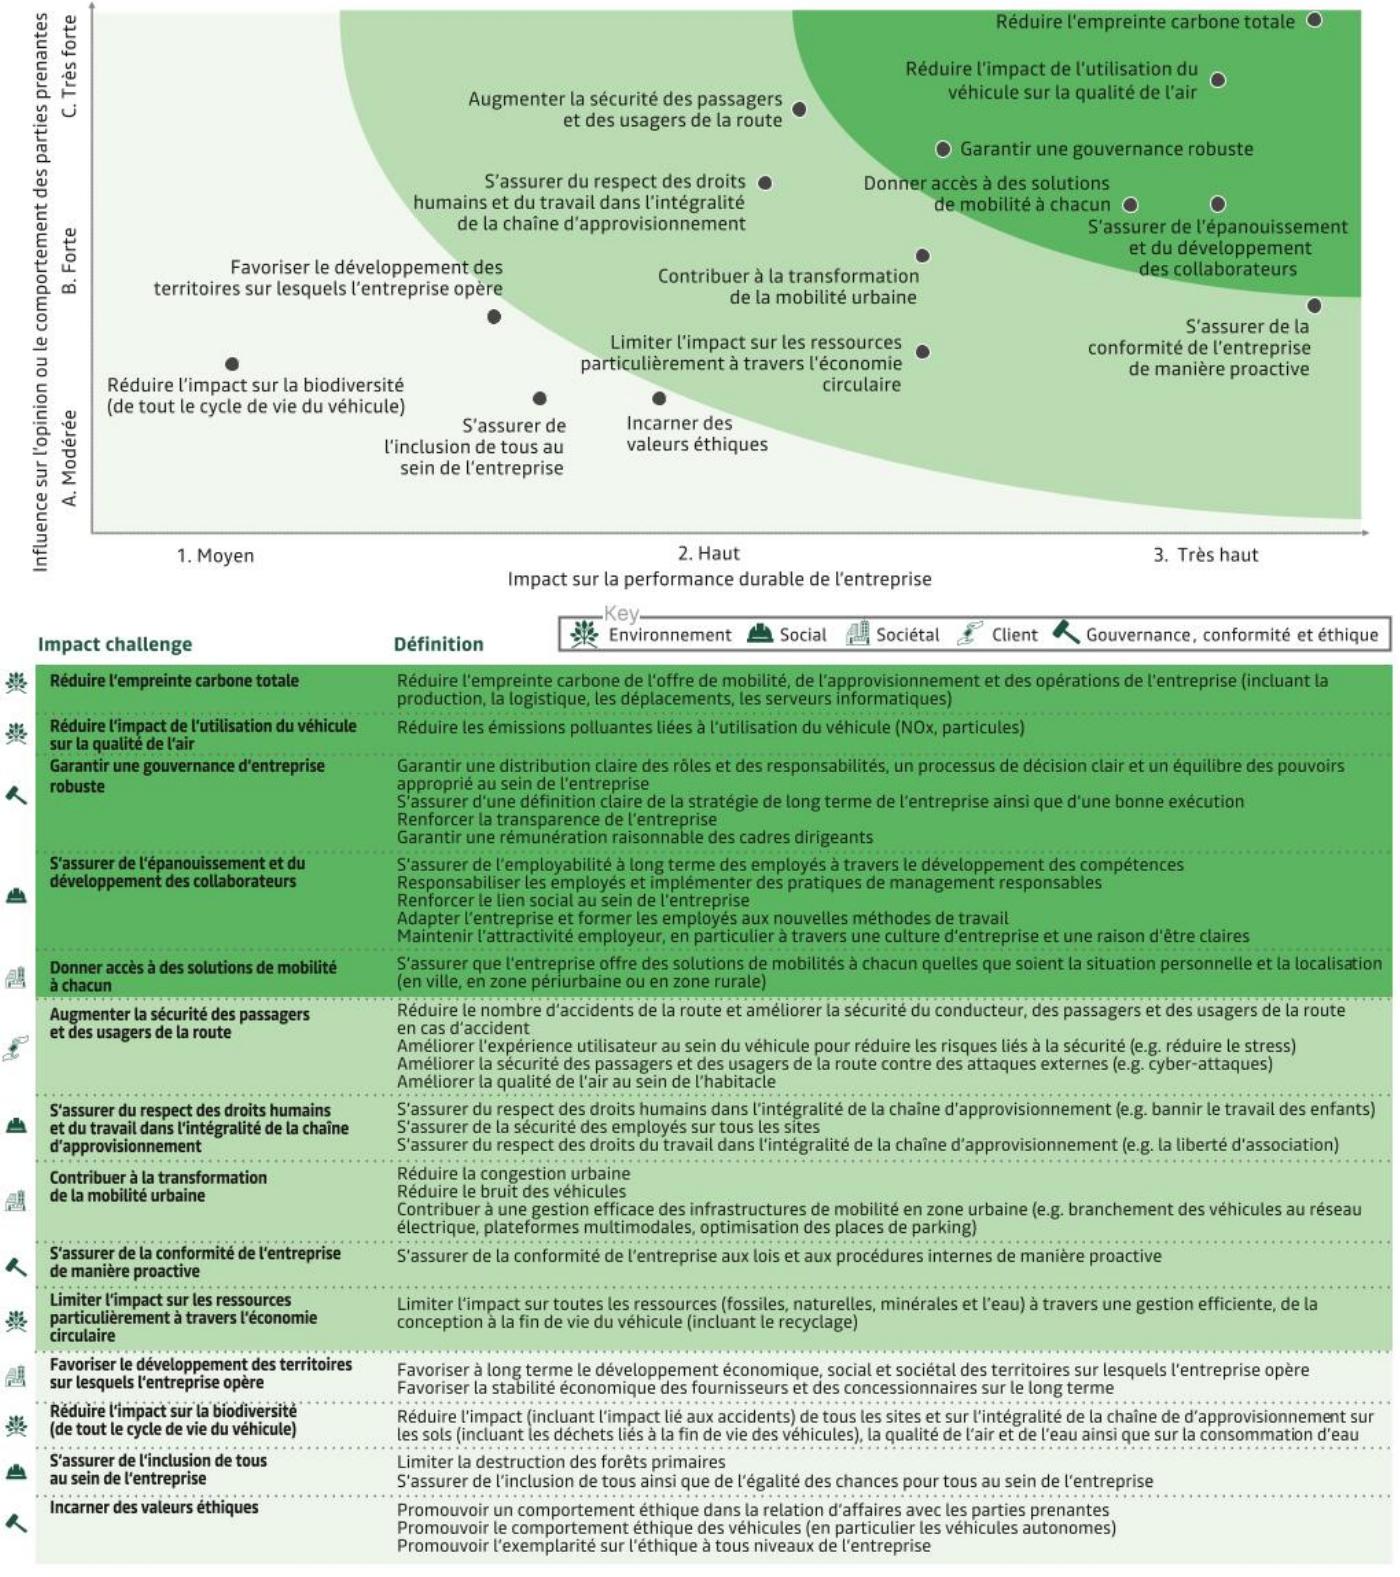 Influence sur l'opinion ou le comportement des parties prenantes
C. Très forte
B. Forte
A. Modérée
Réduire l'empreinte carbone totale
Réduire l'impact de l'utilisation du
véhicule sur la qualité de l'air
Augmenter la sécurité des passagers
et des usagers de la route
Garantir une gouvernance robuste
S'assurer du respect des droits
humains et du travail dans l'intégralité
de la chaîne d'approvisionnement
Donner accès à des solutions
de mobilité à chacun
S'assurer de l'épanouissement
et du développement
des collaborateurs
Favoriser le développement des
territoires sur lesquels l'entreprise opère
Contribuer à la transformation
de la mobilité urbaine
S'assurer de la
conformité de l'entreprise
de manière proactive
Limiter l'impact sur les ressources
particulièrement à travers l'économie
circulaire
Réduire l'impact sur la biodiversité
(de tout le cycle de vie du véhicule)
S'assurer de
l'inclusion de tous au
sein de l'entreprise
Incarner des
valeurs éthiques
1. Moyen
2. Haut
3. Très haut
Impact sur la performance durable de l'entreprise
Key
Environnement
Social
Sociétal
Client
Gouvernance, conformité et éthique
Impact challenge
Définition
Réduire l'empreinte carbone totale
Réduire l'empreinte carbone de l'offre de mobilité, de l'approvisionnement et des opérations de l'entreprise (incluant la
production, la logistique, les déplacements, les serveurs informatiques)
Réduire l'impact de l'utilisation du véhicule
sur la qualité de l'air
Réduire les émissions polluantes liées à l'utilisation du véhicule (NOx, particules)
Garantir une gouvernance d'entreprise
robuste
Garantir une distribution claire des rôles et des responsabilités, un processus de décision clair et un équilibre des pouvoirs
approprié au sein de l'entreprise
S'assurer d'une définition claire de la stratégie de long terme de l'entreprise ainsi que d'une bonne exécution
Renforcer la transparence de l'entreprise
Garantir une rémunération raisonnable des cadres dirigeants
S'assurer de l'épanouissement et du
développement des collaborateurs
S'assurer de l'employabilité à long terme des employés à travers le développement des compétences
Responsabiliser les employés et implémenter des pratiques de management responsables
Renforcer le lien social au sein de l'entreprise
Adapter l'entreprise et former les employés aux nouvelles méthodes de travail
Maintenir l'attractivité employeur, en particulier à travers une culture d'entreprise et une raison d'être claires
Donner accès à des solutions de mobilité
à chacun
S'assurer que l'entreprise offre des solutions de mobilités à chacun quelles que soient la situation personnelle et la localisation
(en ville, en zone périurbaine ou en zone rurale)
Augmenter la sécurité des passagers
et des usagers de la route
Réduire le nombre d'accidents de la route et améliorer la sécurité du conducteur, des passagers et des usagers de la route
en cas d'accident
Améliorer l'expérience utilisateur au sein du véhicule pour réduire les risques liés à la sécurité (e.g. réduire le stress)
Améliorer la sécurité des passagers et des usagers de la route contre des attaques externes (e.g. cyber-attaques)
Améliorer la qualité de l'air au sein de l'habitacle
S'assurer du respect des droits humains
et du travail dans l'intégralité de la chaîne
d'approvisionnement
S'assurer du respect des droits humains dans l'intégralité de la chaîne d'approvisionnement (e.g. bannir le travail des enfants)
S'assurer de la sécurité des employés sur tous les sites
S'assurer du respect des droits du travail dans l'intégralité de la chaîne d'approvisionnement (e.g. la liberté d'association)
Contribuer à la transformation
de la mobilité urbaine
Réduire la congestion urbaine
Réduire le bruit des véhicules
Contribuer à une gestion efficace des infrastructures de mobilité en zone urbaine (e.g. branchement des véhicules au réseau
électrique, plateformes multimodales, optimisation des places de parking)
S'assurer de la conformité de l'entreprise
de manière proactive
S'assurer de la conformité de l'entreprise aux lois et aux procédures internes de manière proactive
Limiter l'impact sur les ressources
particulièrement à travers l'économie
circulaire
Limiter l'impact sur toutes les ressources (fossiles, naturelles, minérales et l'eau) à travers une gestion efficiente, de la
conception à la fin de vie du véhicule (incluant le recyclage)
Favoriser le développement des territoires
sur lesquels l'entreprise opère
Favoriser à long terme le développement économique, social et sociétal des territoires sur lesquels l'entreprise opère
Favoriser la stabilité économique des fournisseurs et des concessionnaires sur le long terme
Réduire l'impact sur la biodiversité
(de tout le cycle de vie du véhicule)
Réduire l'impact (incluant l'impact lié aux accidents) de tous les sites et sur l'intégralité de la chaîne de d'approvisionnement sur
les sols (incluant les déchets liés à la fin de vie des véhicules), la qualité de l'air et de l'eau ainsi que sur la consommation d'eau
S'assurer de l'inclusion de tous
au sein de l'entreprise
Limiter la destruction des forêts primaires
S'assurer de l'inclusion de tous ainsi que de l'égalité des chances pour tous au sein de l'entreprise
Incarner des valeurs éthiques
Promouvoir un comportement éthique dans la relation d'affaires avec les parties prenantes
Promouvoir le comportement éthique des véhicules (en particulier les véhicules autonomes)
Promouvoir l'exemplarité sur l'éthique à tous niveaux de l'entreprise